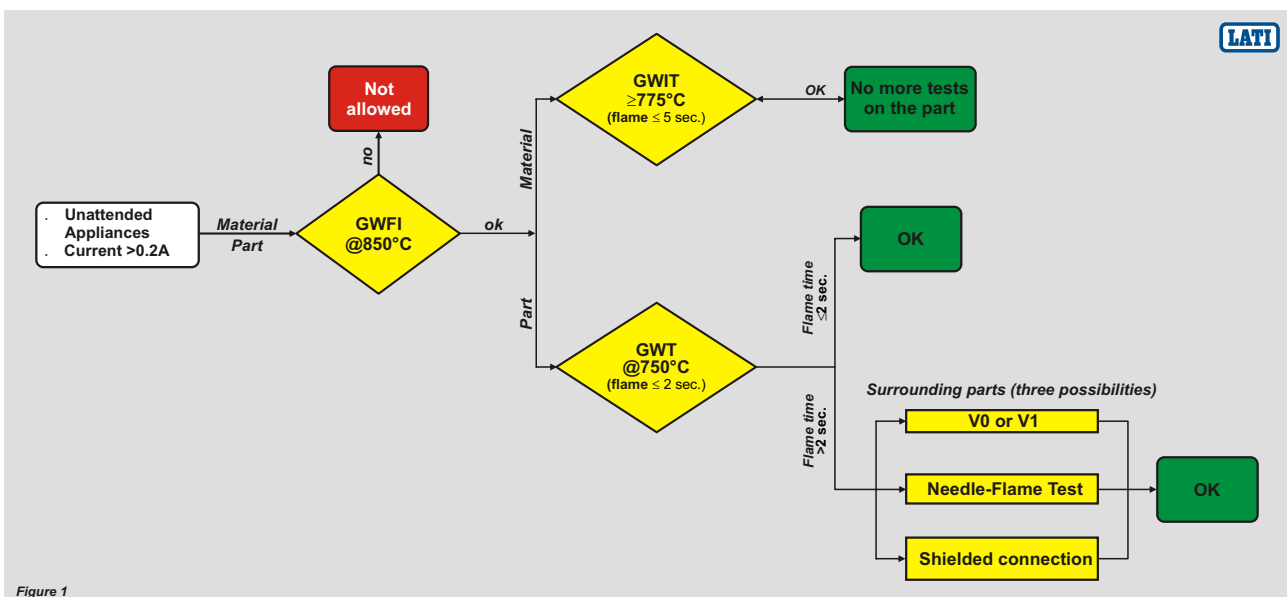 LATI
Not
allowed
GWIT
≥775°C
(flame ≤ 5 sec.)
OK
No more tests
on the part
no
Material
. Unattended
Appliances
. Current >0.2A
Material
Part
GWFI
@850°C
ok
OK
Part
Flame time
≤2 sec.
GWT
@750°C
(flame ≤ 2 sec.)
Surrounding parts (three possibilities)
Flame time
>2 sec.
V0 or V1
Needle-Flame Test
OK
Shielded connection
Figure 1